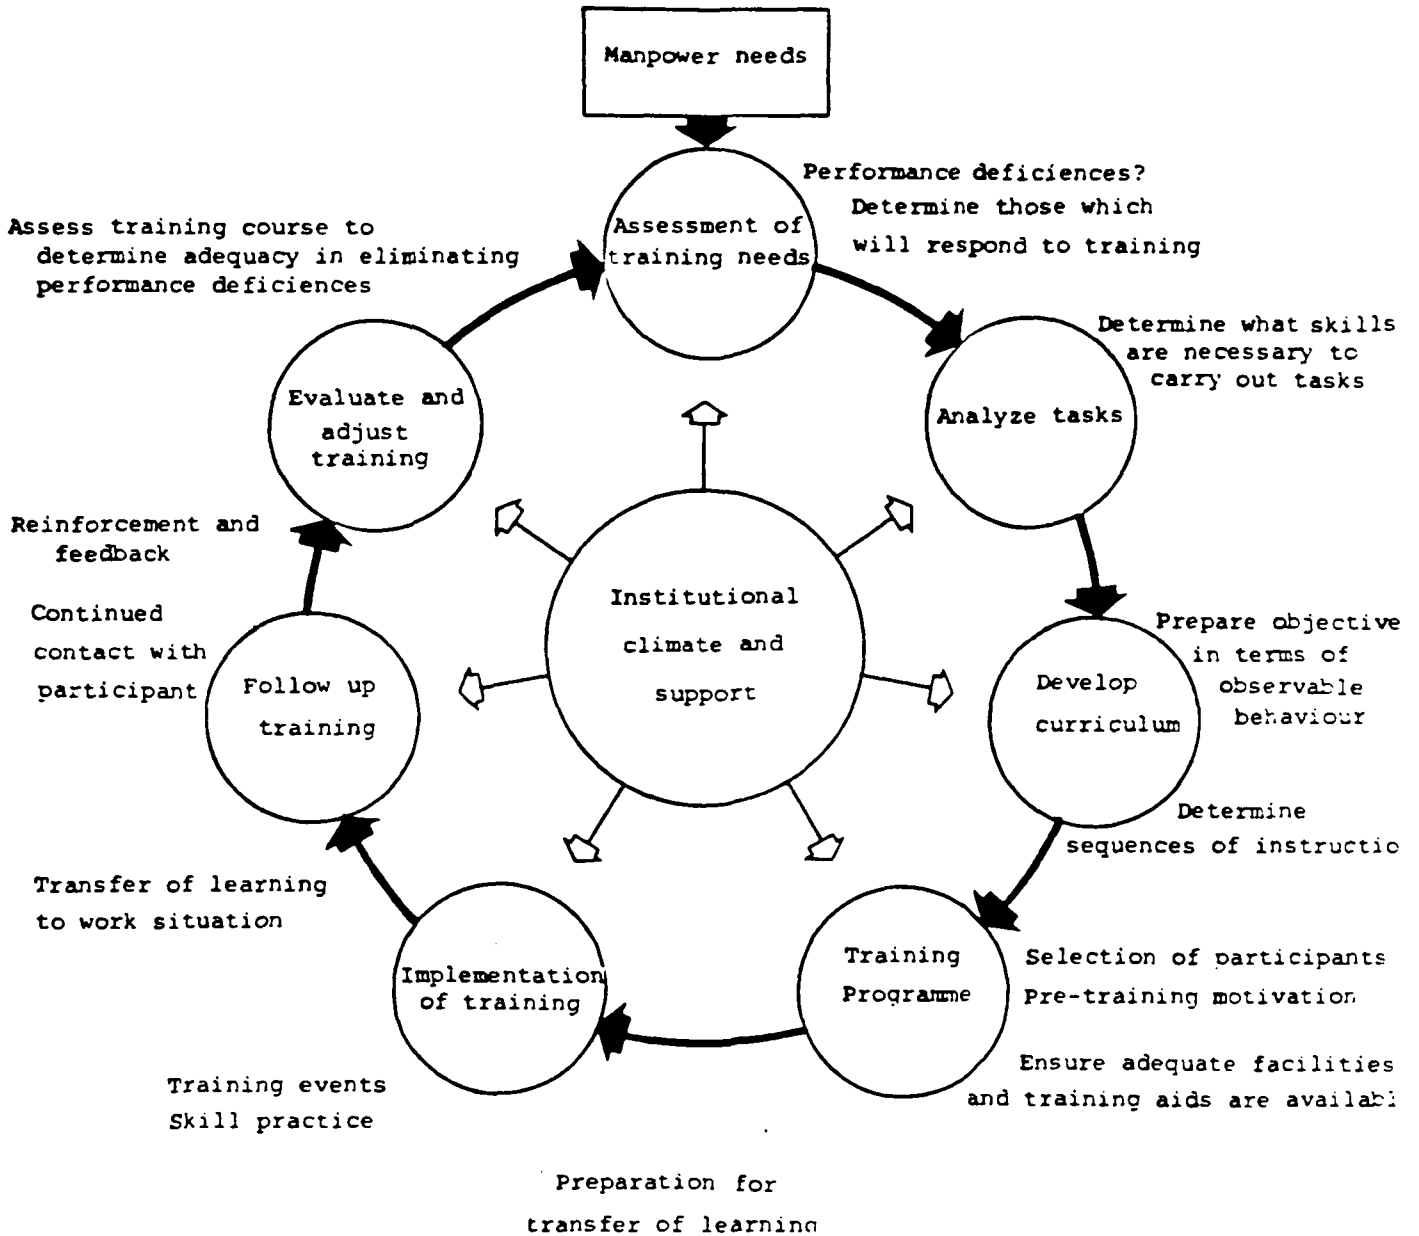 Manpower needs
Assessment of
training needs
Performance deficiences?
Determine those which
will respond to training
Analyze tasks
Determine what skills
are necessary to
carry out tasks
Develop
curriculum
Prepare objective
in terms of
observable
behaviour
Determine
sequences of instructio
Training
Programme
Selection of participants
Pre-training motivation
Ensure adequate facilities
and training aids are availabl
Preparation for
transfer of learning
Implementation
of training
Training events
Skill practice
Transfer of learning
to work situation
Follow up
training
Continued
contact with
participant
Reinforcement and
feedback
Evaluate and
adjust
training
Assess training course to
determine adequacy in eliminating
performance deficiences
Institutional
climate and
support